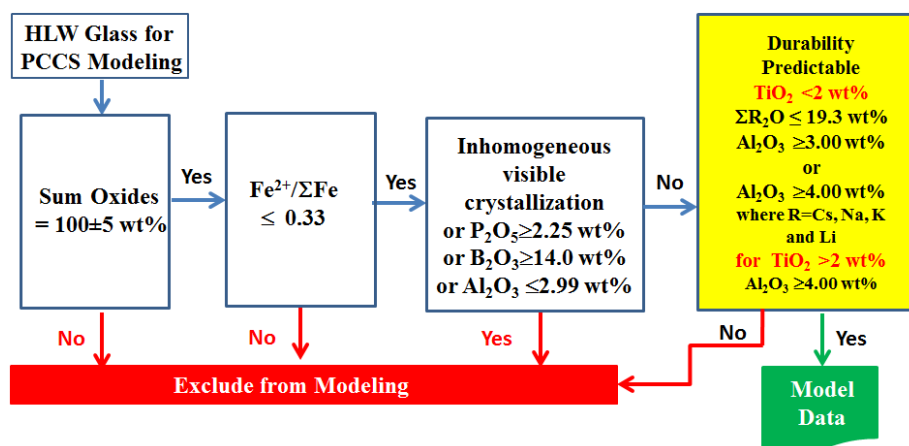 HLW Glass for
PCCS Modeling
Sum Oxides
= 100±5 wt%
Yes
No
Fe²⁺/ΣFe
≤ 0.33
Yes
No
Inhomogeneous
visible
crystallization
or P₂O₅≥2.25 wt%
or B₂O₃≥14.0 wt%
or Al₂O₃ ≤2.99 wt%
No
Yes
Durability
Predictable
TiO₂ <2 wt%
ΣR₂O ≤ 19.3 wt%
Al₂O₃ ≥3.00 wt%
or
Al₂O₃ ≥4.00 wt%
where R=Cs, Na, K
and Li
for TiO₂ >2 wt%
Al₂O₃ ≥4.00 wt%
No
Yes
Exclude from Modeling
Model
Data